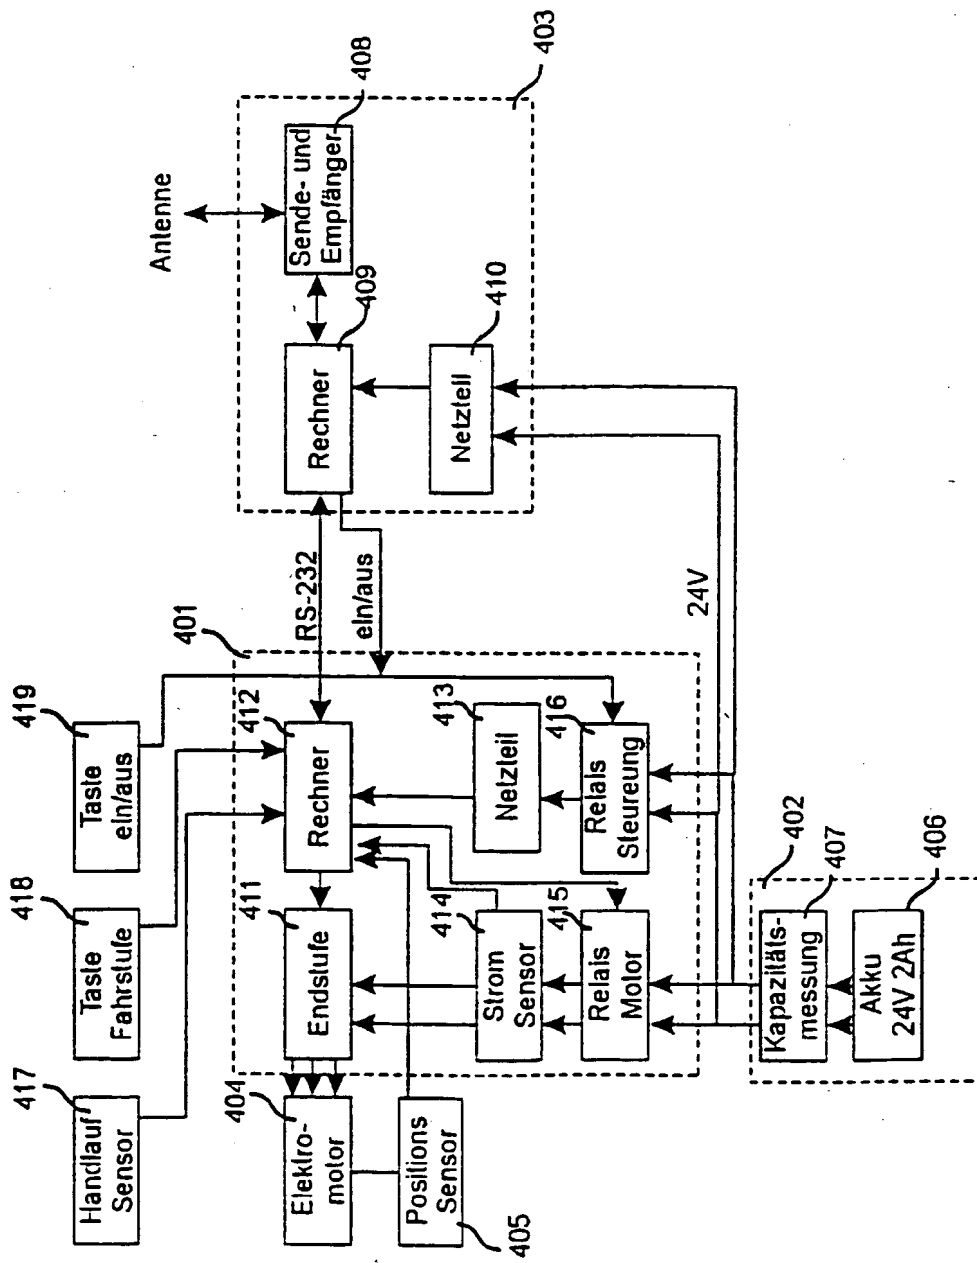 417
418
419
Handlauf
Sensor
Taste
Fahrstufe
Taste
ein/aus
Antenne
401
404
411
412
Elektro-
motor
Endstufe
Rechner
RS-232
Rechner
Sende- und
Empfänger
408
409
ein/aus
403
405
Positions
Sensor
414
413
410
Strom
Sensor
Netzteil
Netzteil
415
416
Relais
Motor
Relais
Steureung
24V
402
407
Kapazitäts-
messung
406
Akku
24V 2Ah